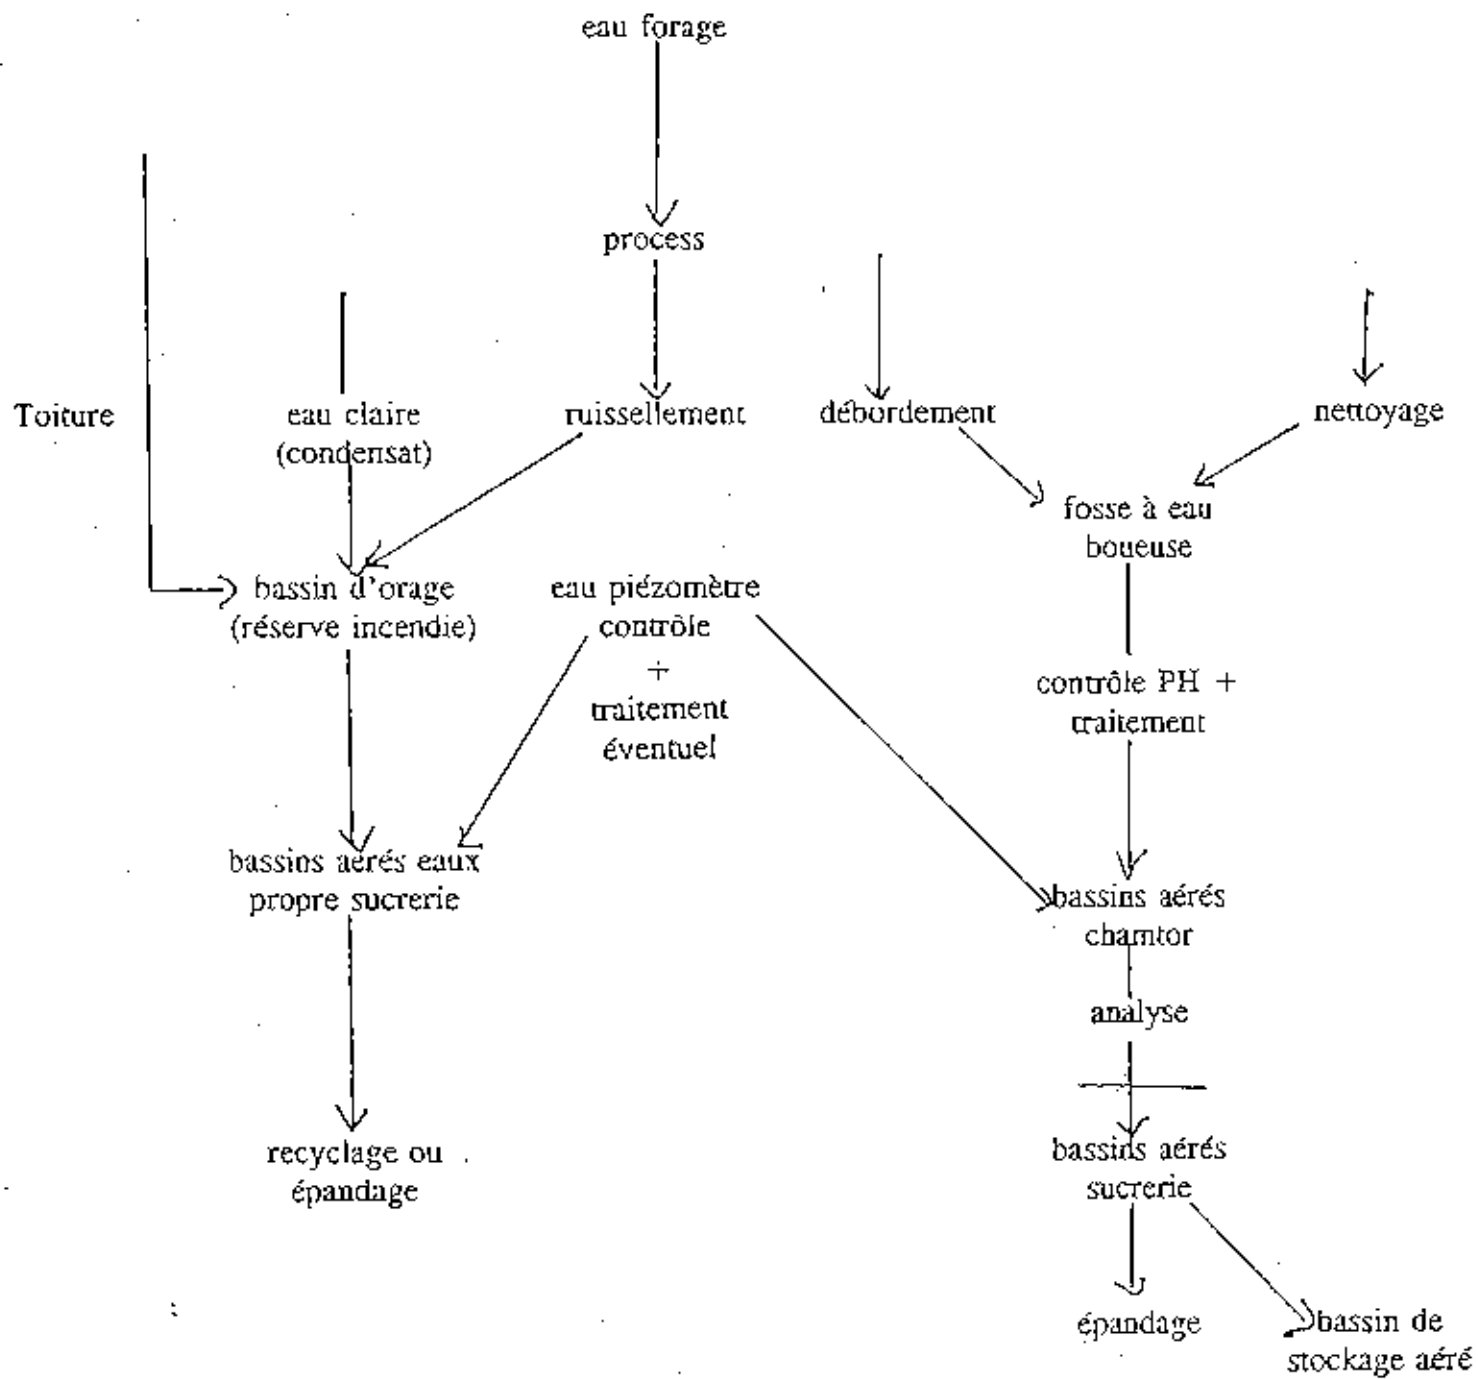 eau forage
process
Toiture
eau claire
(condensat)
ruissellement
débordement
nettoyage
fosse à eau
boueuse
bassin d'orage
(réserve incendie)
eau piézomètre
contrôle
+
traitement
éventuel
contrôle PH +
traitement
bassins aérés eaux
propre sucrerie
bassins aérés
chamtor
analyse
recyclage ou
épandage
bassins aérés
sucrerie
épandage
bassin de
stockage aéré